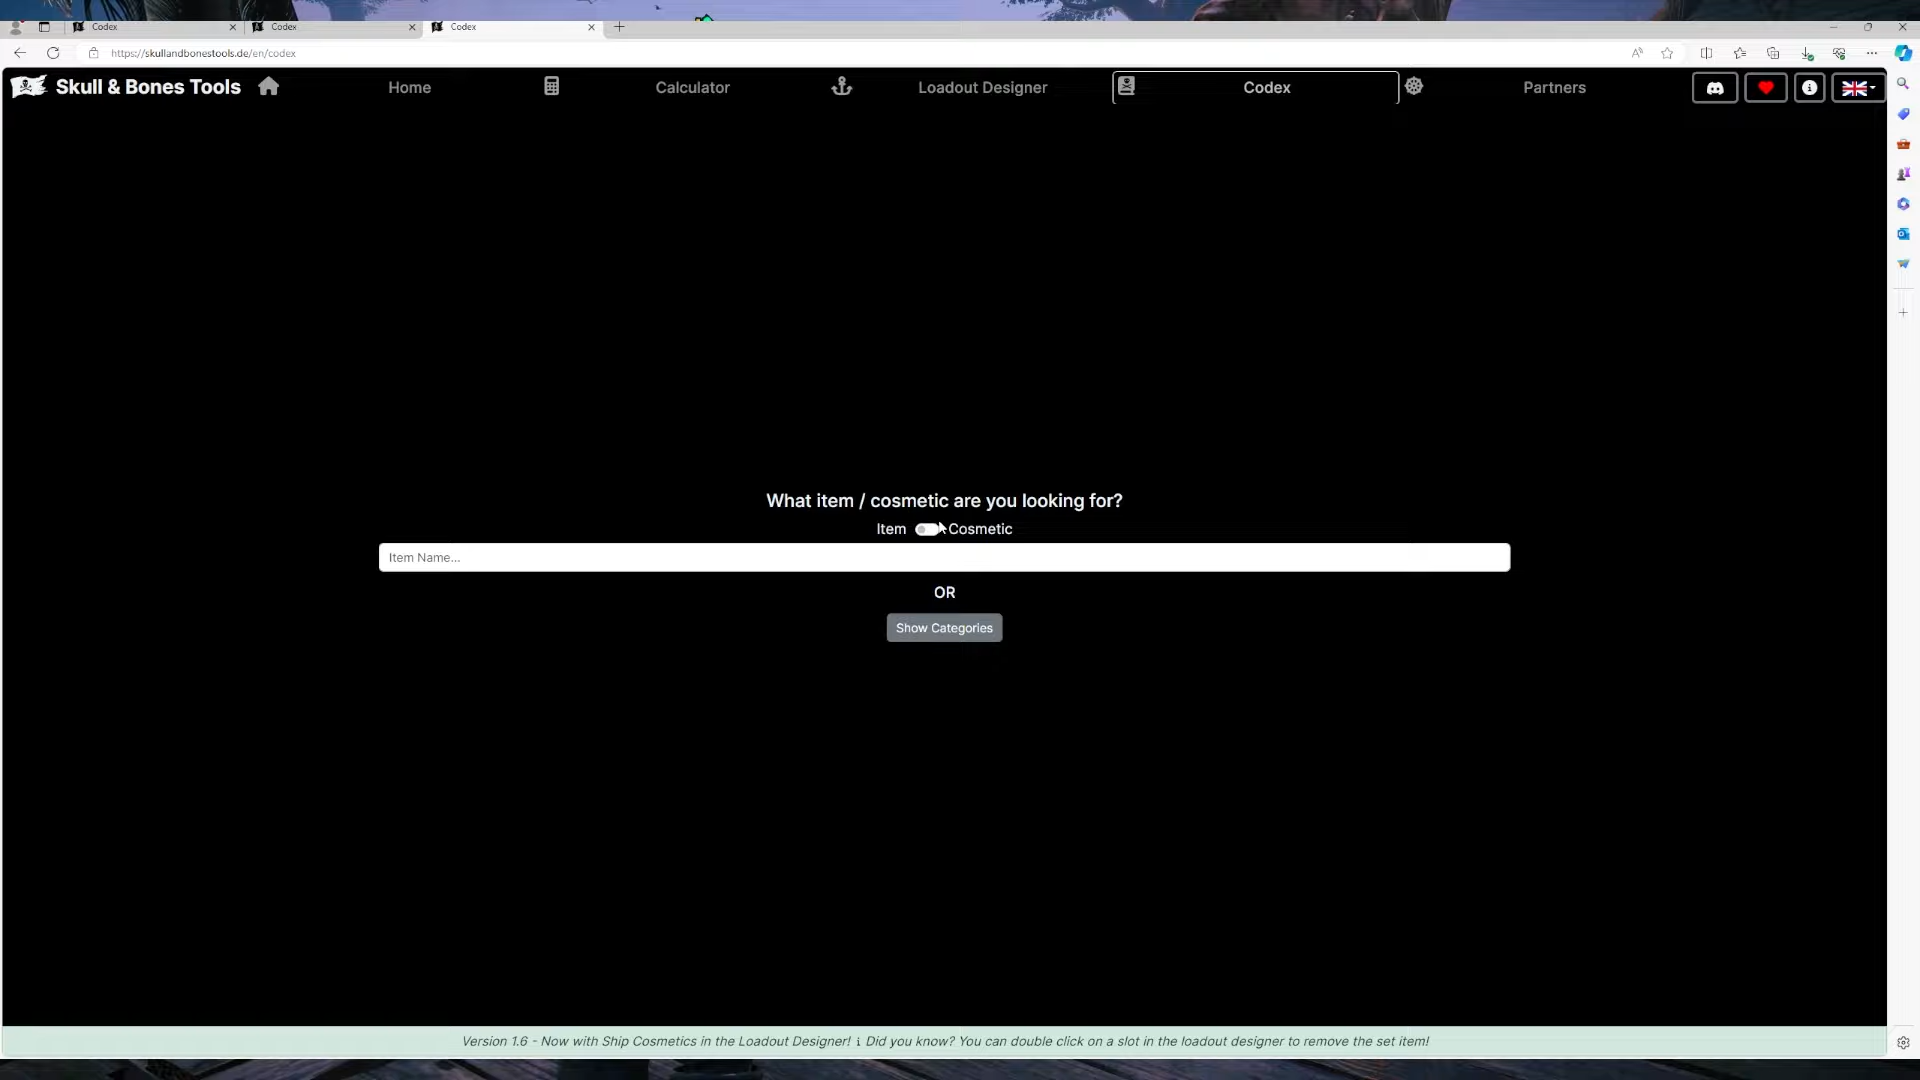 Codex
Codex
Codex
https://skullandbonestools.de/en/codex
Skull & Bones Tools
Home
Calculator
Loadout Designer
Codex
Partners
What item / cosmetic are you looking for?
Item
Cosmetic
Item Name...
OR
Show Categories
Version 1.6 - Now with Ship Cosmetics in the Loadout Designer! ℹ Did you know? You can double click on a slot in the loadout designer to remove the set item!